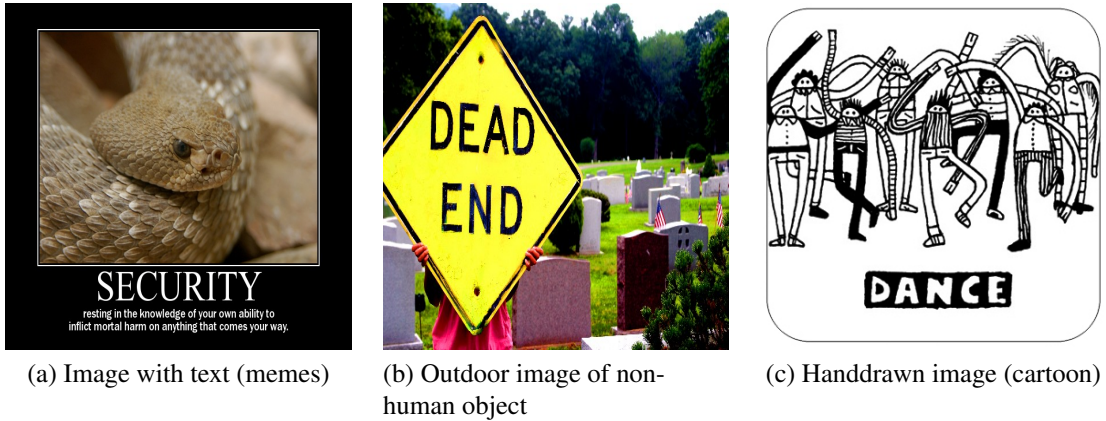 SECURITY
resting in the knowledge of your own ability to
inflict mortal harm on anything that comes your way.
DEAD
END
DANCE
(a) Image with text (memes)
(b) Outdoor image of non-
human object
(c) Handdrawn image (cartoon)